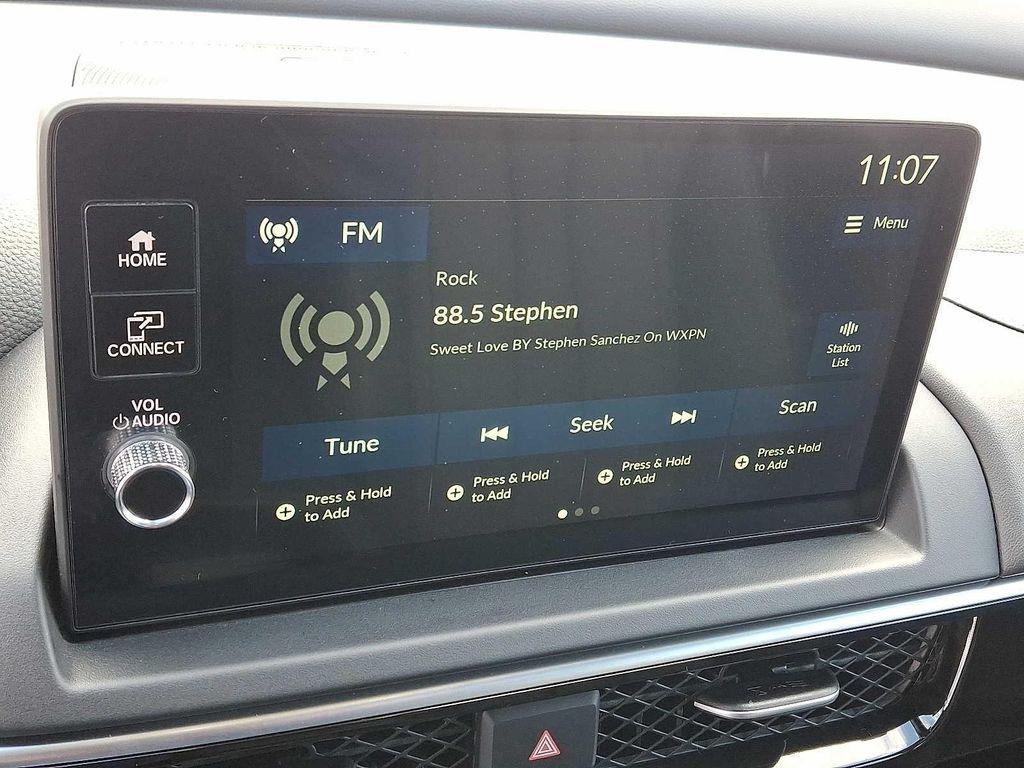 11:07
HOME
FM
Menu
Rock
88.5 Stephen
CONNECT
Sweet Love BY Stephen Sanchez On WXPN
Station
List
VOL
AUDIO
Tune
Seek
Scan
Press & Hold
to Add
Press & Hold
to Add
Press & Hold
to Add
Press & Hold
to Add